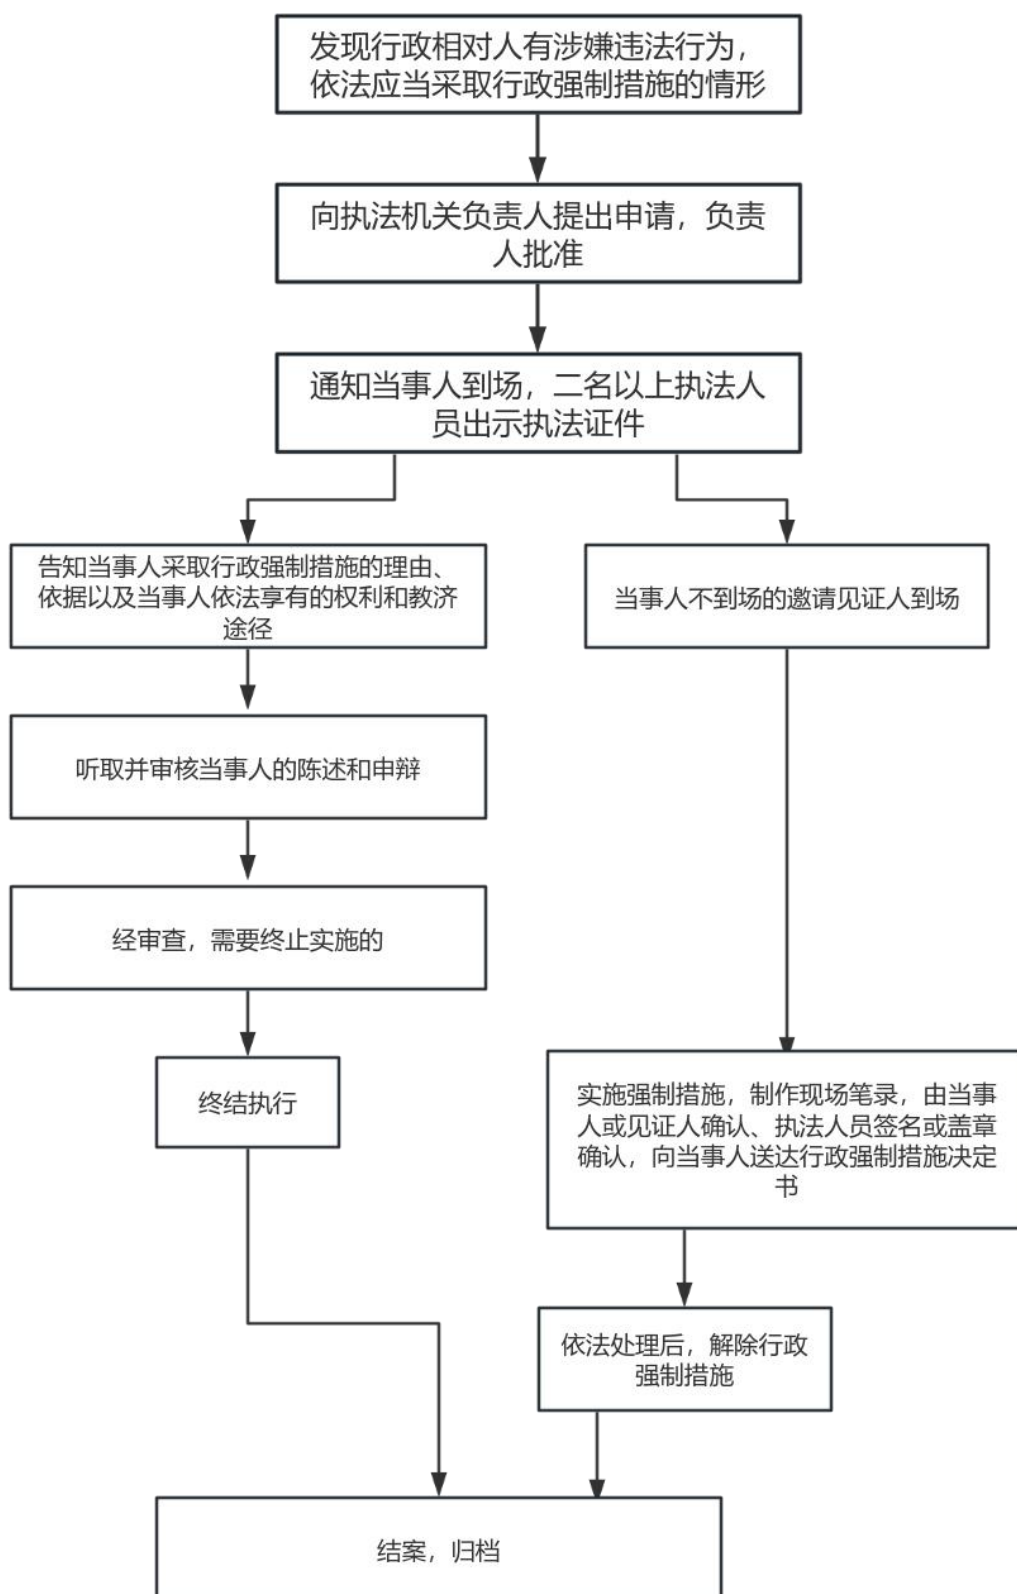 发现行政相对人有涉嫌违法行为，
依法应当采取行政强制措施的情形
向执法机关负责人提出申请，负责
人批准
通知当事人到场，二名以上执法人
员出示执法证件
告知当事人采取行政强制措施的理由、
依据以及当事人依法享有的权利和教济
途径
当事人不到场的邀请见证人到场
听取并审核当事人的陈述和申辩
经审查，需要终止实施的
终结执行
实施强制措施，制作现场笔录，由当事
人或见证人确认、执法人员签名或盖章
确认，向当事人送达行政强制措施决定
书
依法处理后，解除行政
强制措施
结案，归档